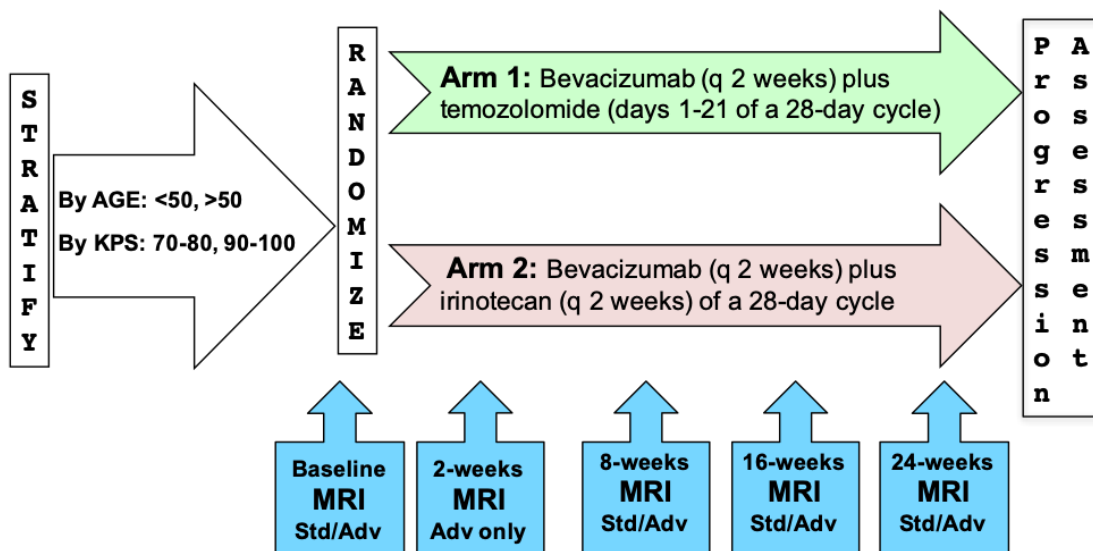 STRATIFY
By AGE: <50, >50
By KPS: 70-80, 90-100
RANDOMIZE
Arm 1: Bevacizumab (q 2 weeks) plus
temozolomide (days 1-21 of a 28-day cycle)
Arm 2: Bevacizumab (q 2 weeks) plus
irinotecan (q 2 weeks) of a 28-day cycle
Progression
Assessment
Baseline
MRI
Std/Adv
2-weeks
MRI
Adv only
8-weeks
MRI
Std/Adv
16-weeks
MRI
Std/Adv
24-weeks
MRI
Std/Adv